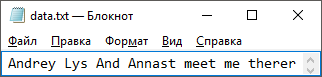 data.txt — Блокнот
Файл Правка Формат Вид Справка
Andrey Lys And Annast meet me therer